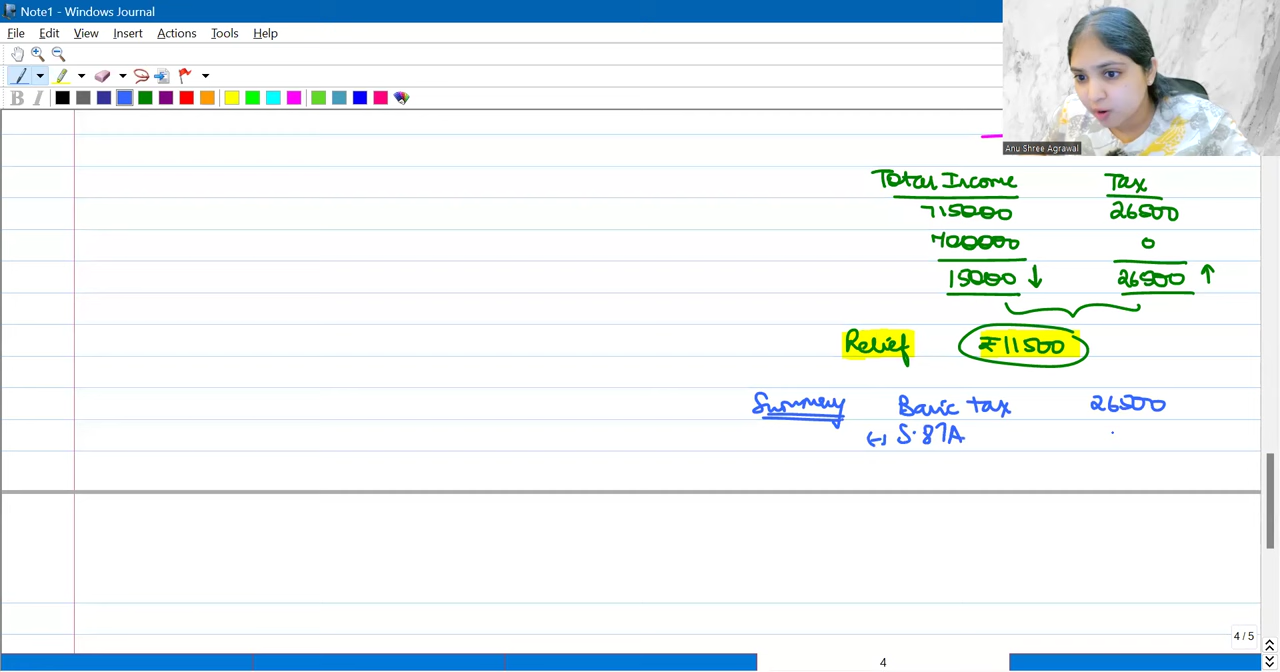 Note1 - Windows Journal
File Edit View Insert Actions Tools Help
B I
Anu Shree Agrawal
Total Income Tax
715000 26500
700000 0
15000 ↓ 26500 ↑
Relief ₹11500
Summary Basic tax 26500
(-) S.87A
4/5
4